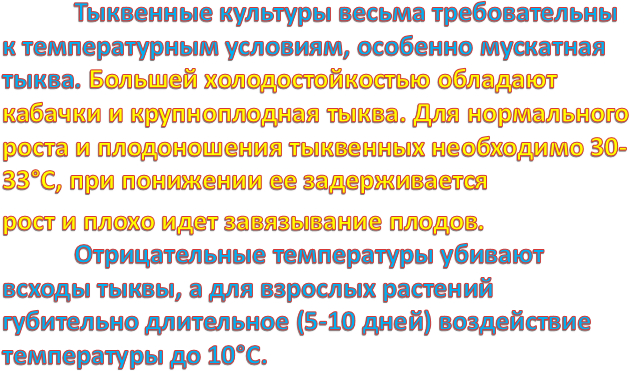 Тыквенные культуры весьма требовательны
к температурным условиям, особенно мускатная
тыква. Большей холодостойкостью обладают
кабачки и крупноплодная тыква. Для нормального
роста и плодоношения тыквенных необходимо 30-
33°С, при понижении ее задерживается
рост и плохо идет завязывание плодов.
Отрицательные температуры убивают
всходы тыквы, а для взрослых растений
губительно длительное (5-10 дней) воздействие
температуры до 10°С.